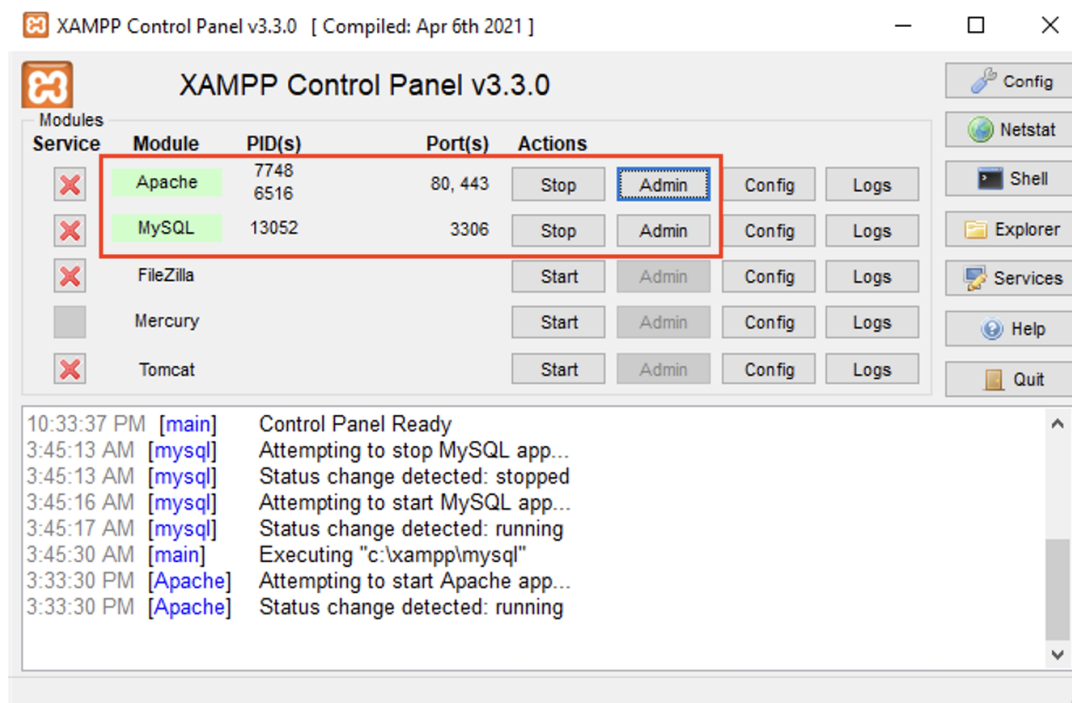 XAMPP Control Panel v3.3.0 [ Compiled: Apr 6th 2021 ]
XAMPP Control Panel v3.3.0
Config
Netstat
Shell
Explorer
Services
Help
Quit
Modules
Service Module PID(s) Port(s) Actions
Apache 7748 6516 80, 443 Stop Admin Config Logs
MySQL 13052 3306 Stop Admin Config Logs
FileZilla Start Admin Config Logs
Mercury Start Admin Config Logs
Tomcat Start Admin Config Logs
10:33:37 PM [main] Control Panel Ready
3:45:13 AM [mysql] Attempting to stop MySQL app...
3:45:13 AM [mysql] Status change detected: stopped
3:45:16 AM [mysql] Attempting to start MySQL app...
3:45:17 AM [mysql] Status change detected: running
3:45:30 AM [main] Executing "c:\xampp\mysql"
3:33:30 PM [Apache] Attempting to start Apache app...
3:33:30 PM [Apache] Status change detected: running